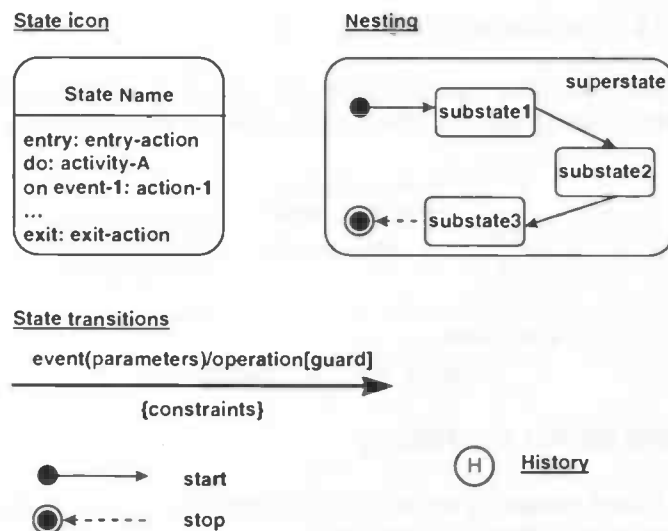 State icon
State Name
entry: entry-action
do: activity-A
on event-1: action-1
...
exit: exit-action
Nesting
superstate
substate1
substate2
substate3
State transitions
event(parameters)/operation[guard]
{constraints}
start
stop
H
History